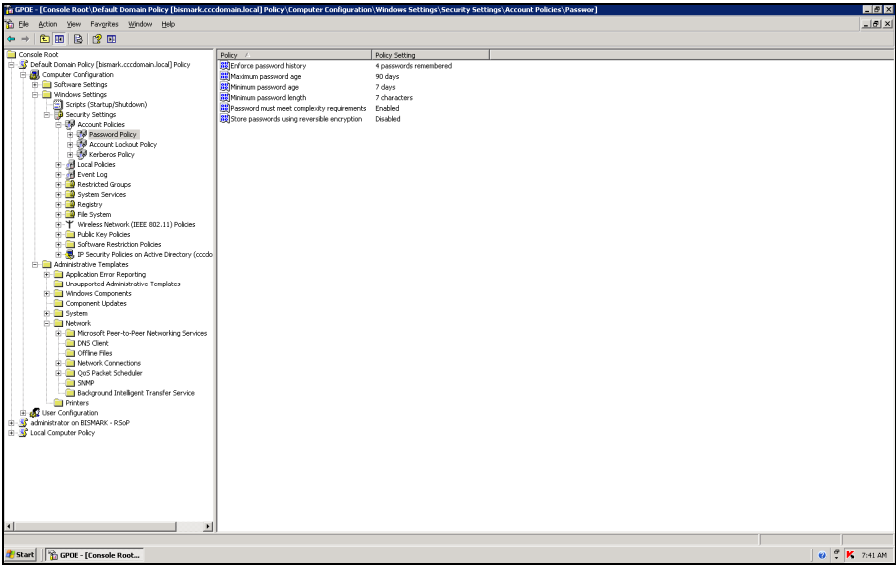 GPOE - [Console Root\Default Domain Policy [bismark.cccdomain.local] Policy\Computer Configuration\Windows Settings\Security Settings\Account Policies\Passwor]
File Action View Favorites Window Help
Console Root
Default Domain Policy [bismark.cccdomain.local] Policy
Computer Configuration
Software Settings
Windows Settings
Scripts (Startup/Shutdown)
Security Settings
Account Policies
Password Policy
Account Lockout Policy
Kerberos Policy
Local Policies
Event Log
Restricted Groups
System Services
Registry
File System
Wireless Network (IEEE 802.11) Policies
Public Key Policies
Software Restriction Policies
IP Security Policies on Active Directory (cccdo
Administrative Templates
Application Error Reporting
Unsupported Administrative Templates
Windows Components
Component Updates
System
Network
Microsoft Peer-to-Peer Networking Services
DNS Client
Offline Files
Network Connections
QoS Packet Scheduler
SNMP
Background Intelligent Transfer Service
Printers
User Configuration
administrator on BISMARK - RSoP
Local Computer Policy
Policy Policy Setting
Enforce password history 4 passwords remembered
Maximum password age 90 days
Minimum password age 7 days
Minimum password length 7 characters
Password must meet complexity requirements Enabled
Store passwords using reversible encryption Disabled
Start GPOE - [Console Root... 7:41 AM